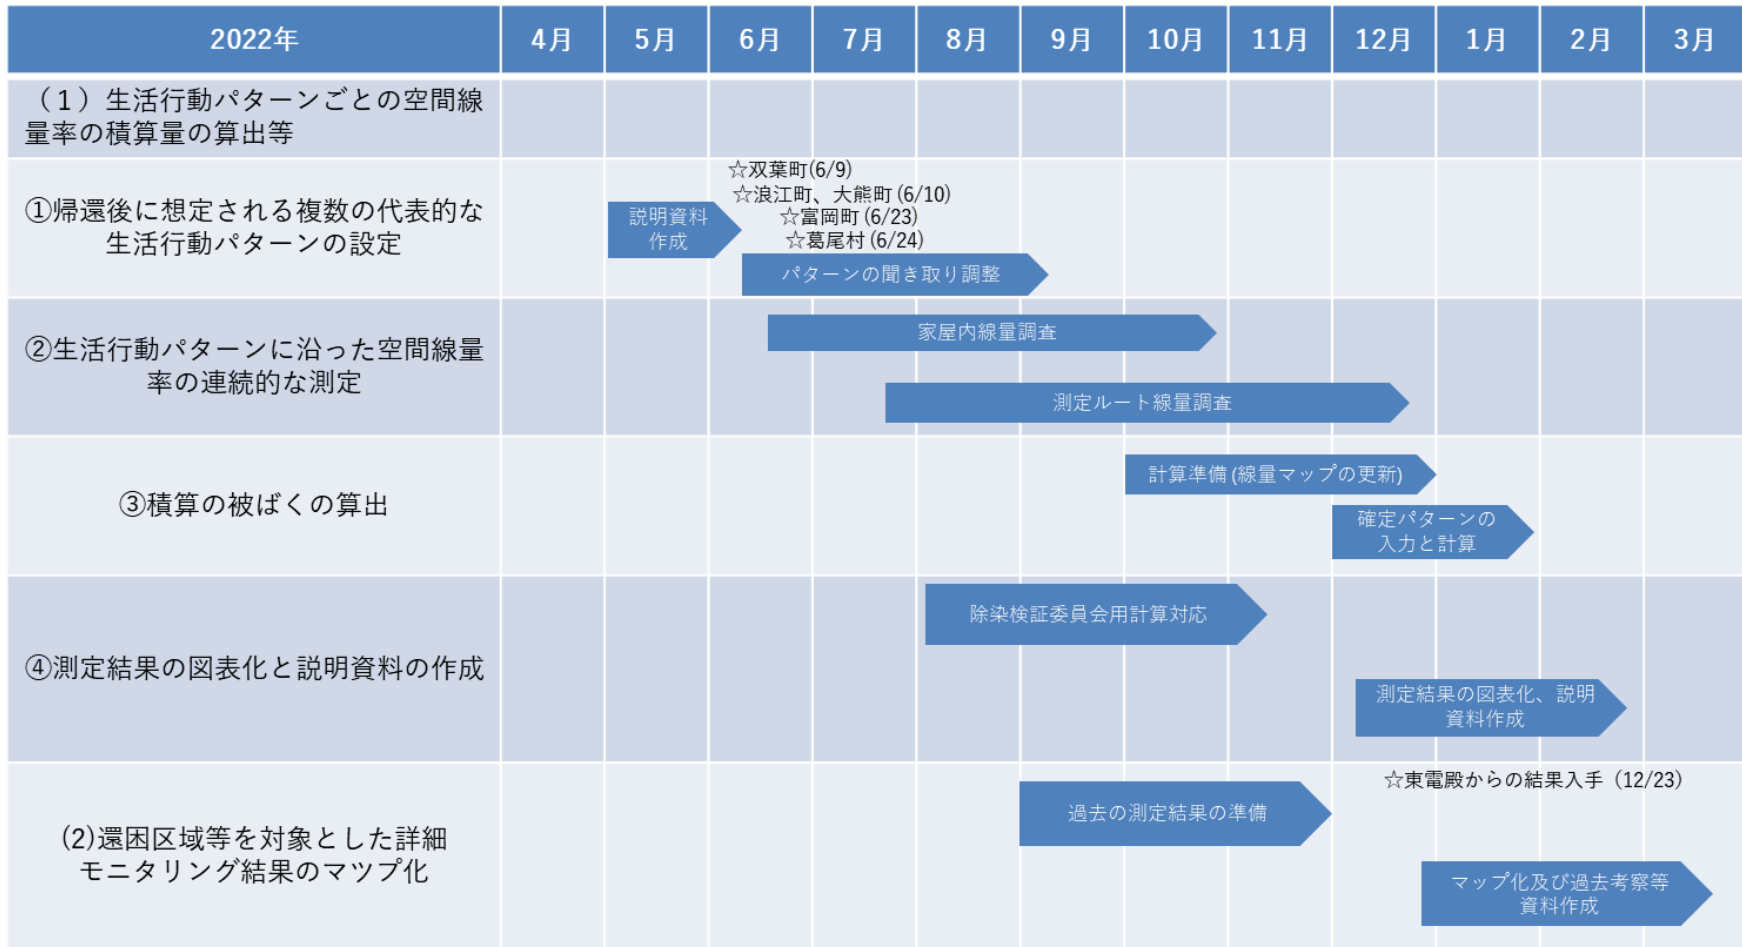 2022年 4月 5月 6月 7月 8月 9月 10月 11月 12月 1月 2月 3月
（１）生活行動パターンごとの空間線
量率の積算量の算出等
①帰還後に想定される複数の代表的な
生活行動パターンの設定
説明資料
作成
☆双葉町(6/9)
☆浪江町、大熊町(6/10)
☆富岡町(6/23)
☆葛尾村(6/24)
パターンの聞き取り調整
②生活行動パターンに沿った空間線量
率の連続的な測定
家屋内線量調査
測定ルート線量調査
③積算の被ばくの算出
計算準備(線量マップの更新)
確定パターンの
入力と計算
④測定結果の図表化と説明資料の作成
除染検証委員会用計算対応
測定結果の図表化、説明
資料作成
(2)還困区域等を対象とした詳細
モニタリング結果のマツプ化
過去の測定結果の準備
☆東電殿からの結果入手（12/23）
マップ化及び過去考察等
資料作成